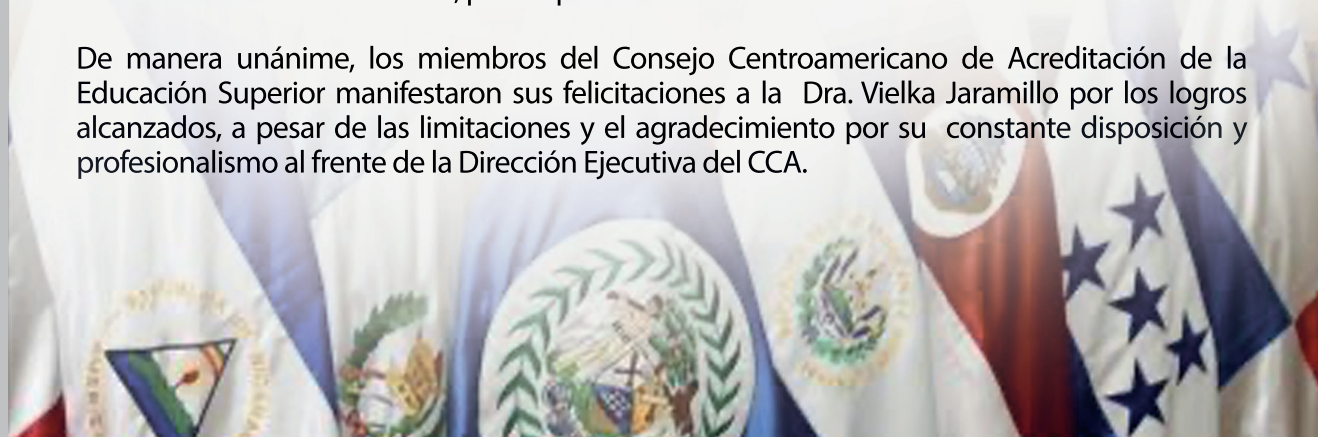 De manera unánime, los miembros del Consejo Centroamericano de Acreditación de la
Educación Superior manifestaron sus felicitaciones a la Dra. Vielka Jaramillo por los logros
alcanzados, a pesar de las limitaciones y el agradecimiento por su constante disposición y
profesionalismo al frente de la Dirección Ejecutiva del CCA.